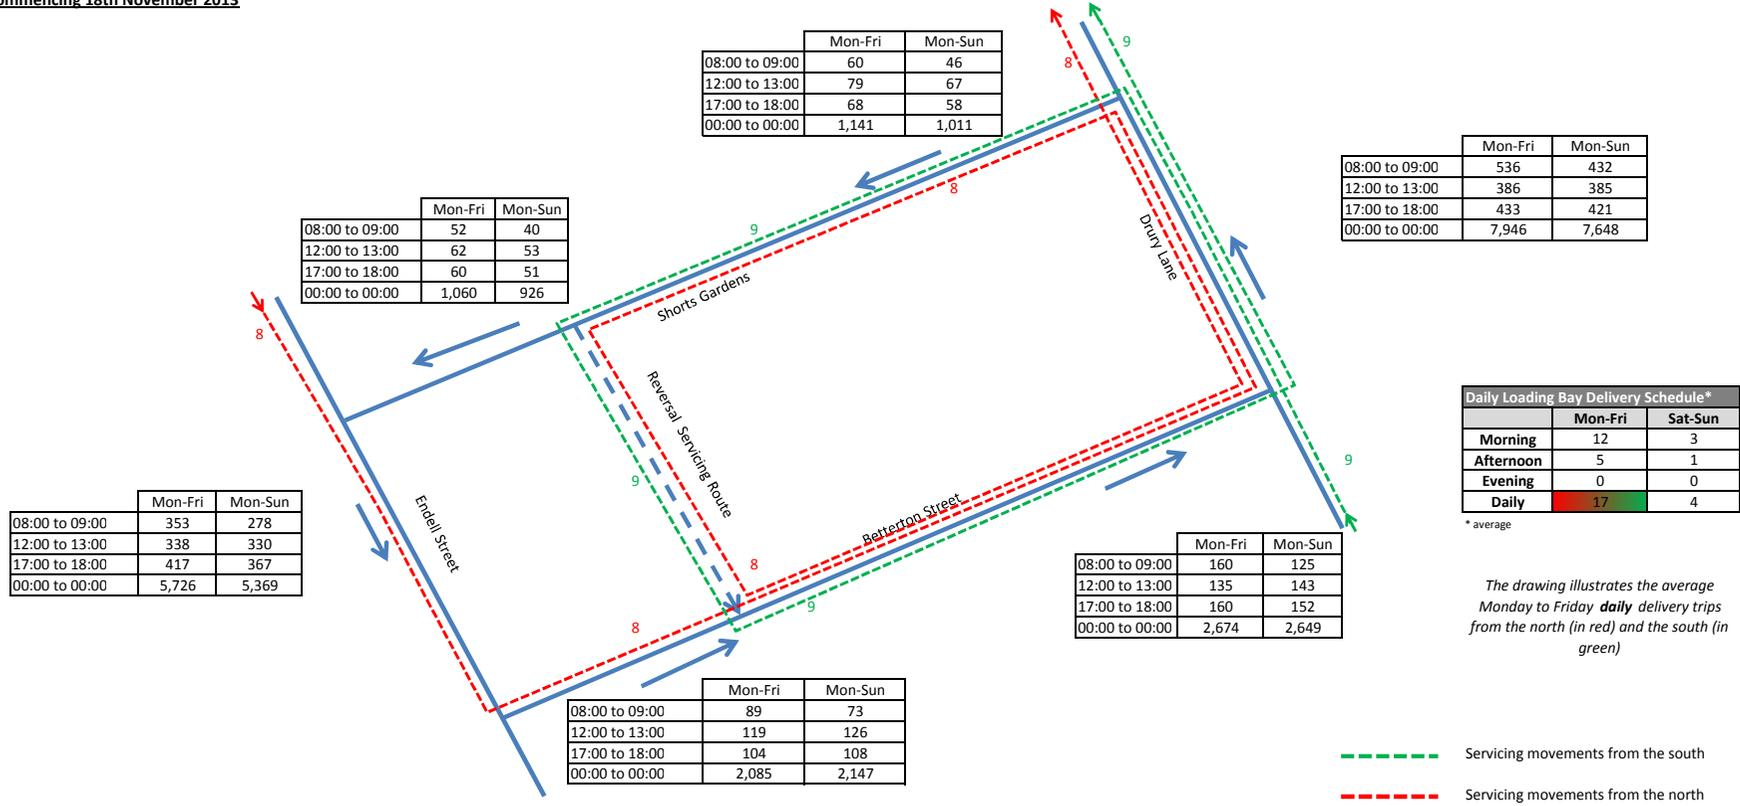 commencing 18th November 2013
Mon-Fri Mon-Sun
08:00 to 09:00 60 46
12:00 to 13:00 79 67
17:00 to 18:00 68 58
00:00 to 00:00 1,141 1,011
8
9
Mon-Fri Mon-Sun
08:00 to 09:00 536 432
12:00 to 13:00 386 385
17:00 to 18:00 433 421
00:00 to 00:00 7,946 7,648
Mon-Fri Mon-Sun
08:00 to 09:00 52 40
12:00 to 13:00 62 53
17:00 to 18:00 60 51
00:00 to 00:00 1,060 926
9
8
Shorts Gardens
Drury Lane
8
Reversal Servicing Route
9
8
Endell Street
Mon-Fri Mon-Sun
08:00 to 09:00 353 278
12:00 to 13:00 338 330
17:00 to 18:00 417 367
00:00 to 00:00 5,726 5,369
Betterton Street
9
8
9
Daily Loading Bay Delivery Schedule*
Mon-Fri Sat-Sun
Morning 12 3
Afternoon 5 1
Evening 0 0
Daily 17 4
* average
Mon-Fri Mon-Sun
08:00 to 09:00 160 125
12:00 to 13:00 135 143
17:00 to 18:00 160 152
00:00 to 00:00 2,674 2,649
The drawing illustrates the average
Monday to Friday daily delivery trips
from the north (in red) and the south (in
green)
Mon-Fri Mon-Sun
08:00 to 09:00 89 73
12:00 to 13:00 119 126
17:00 to 18:00 104 108
00:00 to 00:00 2,085 2,147
Servicing movements from the south
Servicing movements from the north